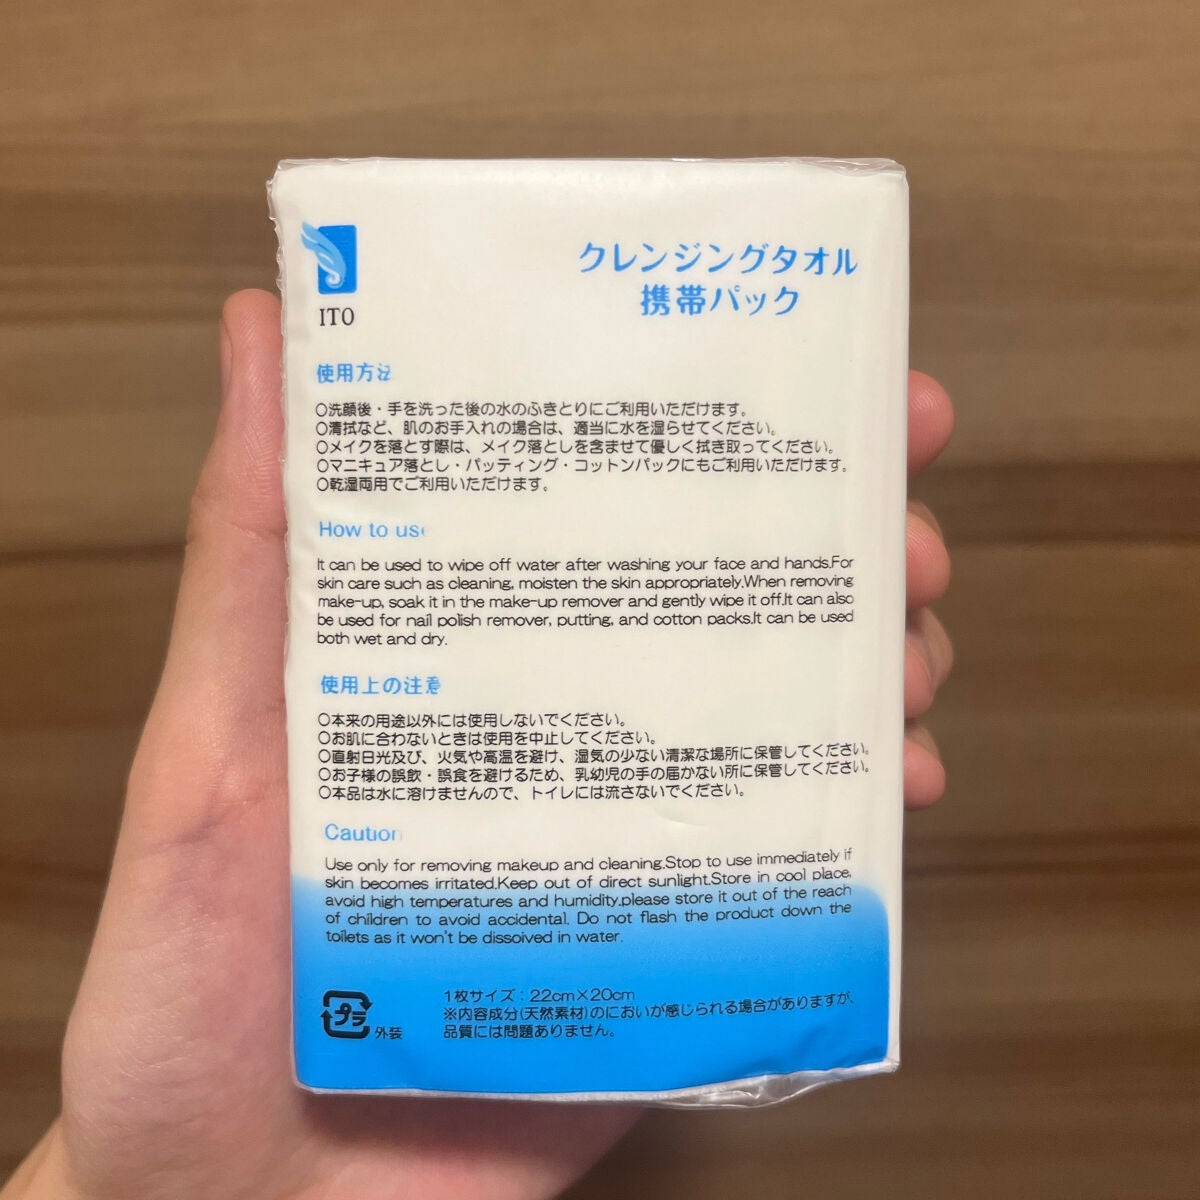 ITO
クレンジングタオル
携帯パック
使用方法
○洗顔後・手を洗った後の水のふきとりにご利用いただけます。
○清拭など、肌のお手入れの場合は、適当に水を湿らせてください。
○メイクを落とす際は、メイク落としを含ませて優しく拭き取ってください。
○マニキュア落とし・パッティング・コットンパックにもご利用いただけます。
○乾湿両用でご利用いただけます。
How to use
It can be used to wipe off water after washing your face and hands.For
skin care such as cleaning, moisten the skin appropriately.When removing
make-up, soak it in the make-up remover and gently wipe it off.It can also
be used for nail polish remover, putting, and cotton packs.It can be used
both wet and dry.
使用上の注意
○本来の用途以外には使用しないでください。
○お肌に合わないときは使用を中止してください。
○直射日光及び、火気や高温を避け、湿気の少ない清潔な場所に保管してください。
○お子様の誤飲・誤食を避けるため、乳幼児の手の届かない所に保管してください。
○本品は水に溶けませんので、トイレには流さないでください。
Caution
Use only for removing makeup and cleaning.Stop to use immediately if
skin becomes irritated.Keep out of direct sunlight.Store in cool place,
avoid high temperatures and humidity.please store it out of the reach
of children to avoid accidental. Do not flash the product down the
toilets as it won't be dissoived in water.
プラ
外装
1枚サイズ：22cm×20cm
※内容成分(天然素材)のにおいが感じられる場合がありますが、
品質には問題ありません。